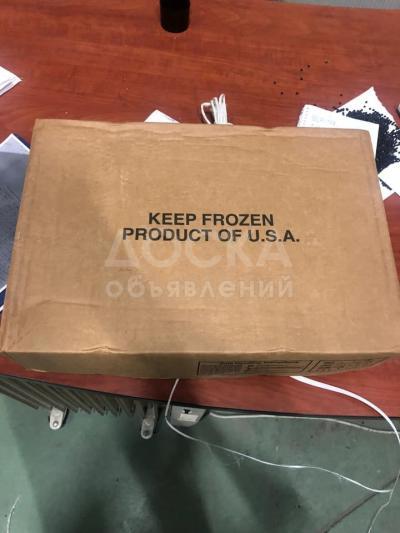 KEEP FROZEN
PRODUCT OF U.S.A.
ДОСКА
объявлений